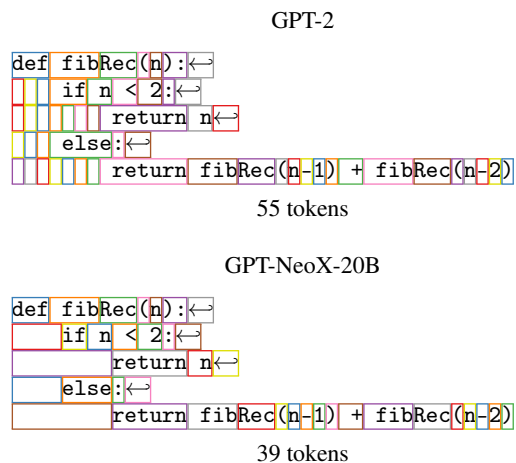 GPT-2
def fibRec(n):↩
    if n < 2:↩
        return n↩
    else:↩
        return fibRec(n-1) + fibRec(n-2)
55 tokens
GPT-NeoX-20B
def fibRec(n):↩
    if n < 2:↩
        return n↩
    else:↩
        return fibRec(n-1) + fibRec(n-2)
39 tokens